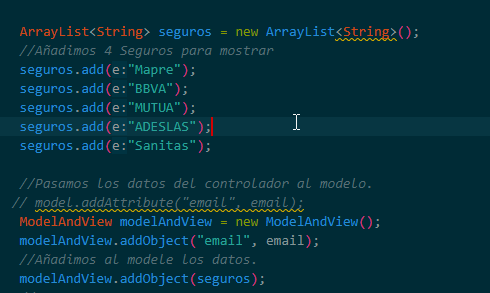 ArrayList<String> seguros = new ArrayList<String>();
//Añadimos 4 Seguros para mostrar
seguros.add(e:"Mapre");
seguros.add(e:"BBVA");
seguros.add(e:"MUTUA");
seguros.add(e:"ADESLAS");
seguros.add(e:"Sanitas");
//Pasamos los datos del controlador al modelo.
// model.addAttribute("email", email);
ModelAndView modelAndView = new ModelAndView();
modelAndView.addObject("email", email);
//Añadimos al modele los datos.
modelAndView.addObject(seguros);